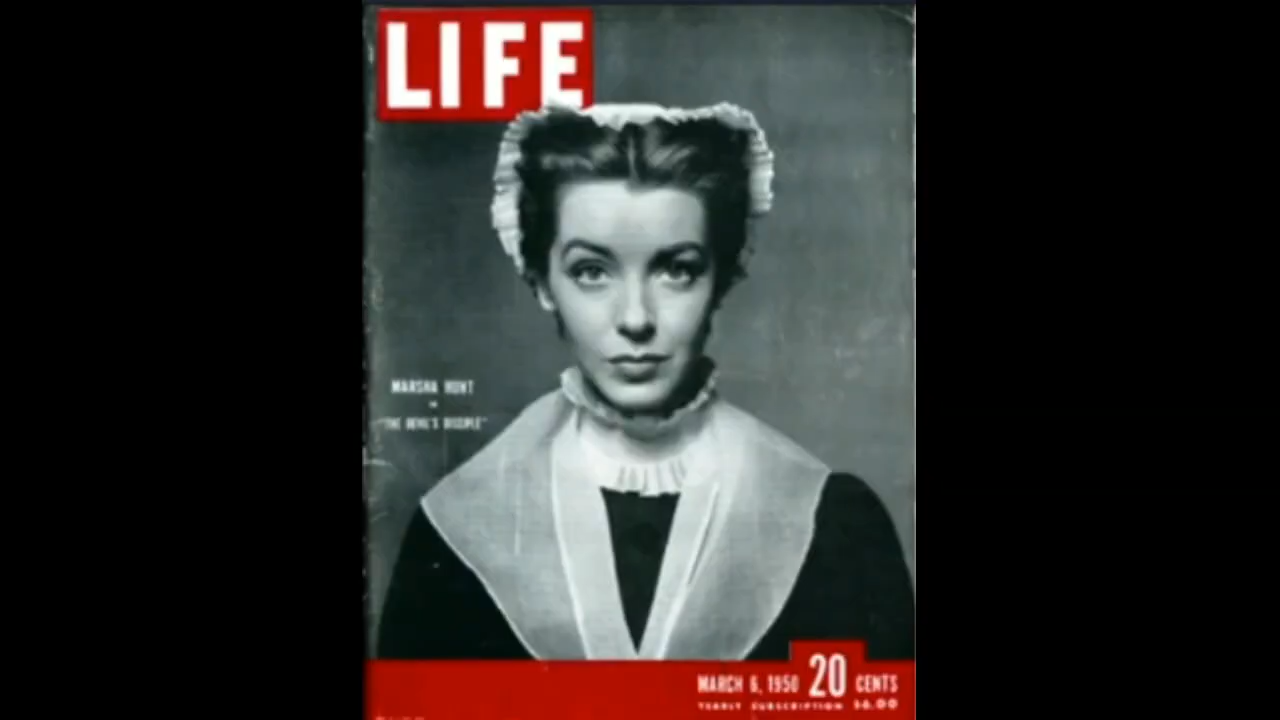 LIFE
MARSHA HUNT
IN
"THE DEVIL'S DISCIPLE"
MARCH 6, 1950 20 CENTS
YEARLY SUBSCRIPTION $6.00